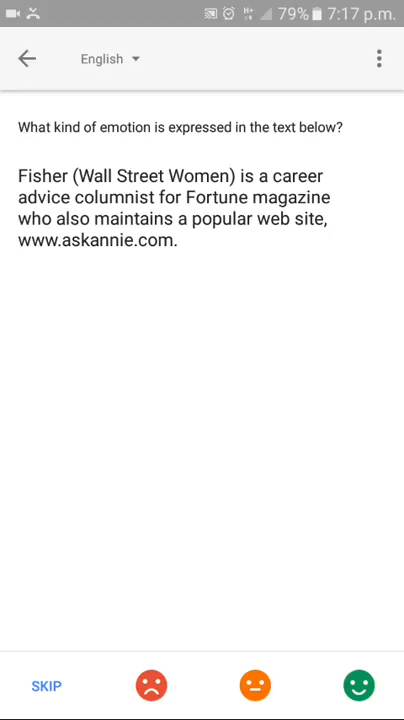 79% 7:17 p.m.
English
What kind of emotion is expressed in the text below?
Fisher (Wall Street Women) is a career
advice columnist for Fortune magazine
who also maintains a popular web site,
www.askannie.com.
SKIP